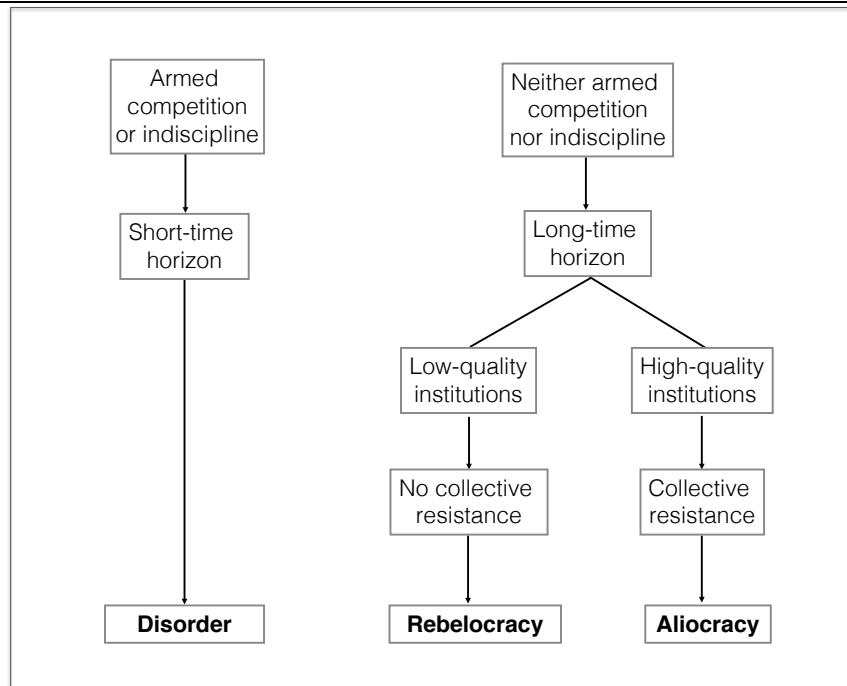 Armed
competition
or indiscipline
Short-time
horizon
Disorder
Neither armed
competition
nor indiscipline
Long-time
horizon
Low-quality
institutions
No collective
resistance
Rebelocracy
High-quality
institutions
Collective
resistance
Aliocracy